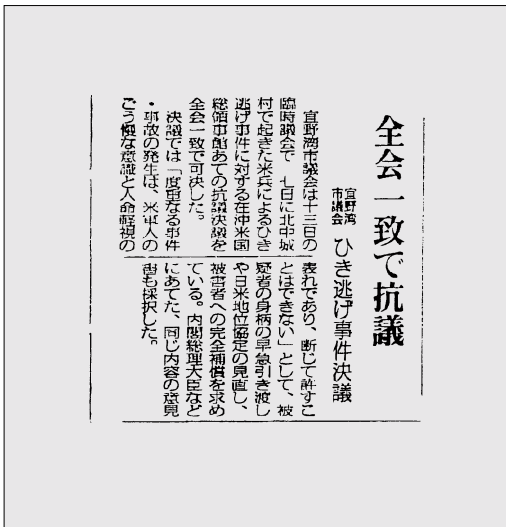 全会一致で抗議
宜野湾
市議会
ひき逃げ事件決議
宜野湾市議会は十三日の
臨時議会で、七日に北中城
村で起きた米兵によるひき
逃げ事件に対する在沖米国
総領事館あての抗議決議を
全会一致で可決した。
決議では「度重なる事件
・事故の発生は、米軍人の
ごう慢な意識と人命軽視の
表れであり、断じて許すこ
とはできない」として、被
疑者の身柄の早急引き渡し
や日米地位協定の見直し、
被害者への完全補償を求め
ている。内閣総理大臣など
にあてた、同じ内容の意見
書も採択した。